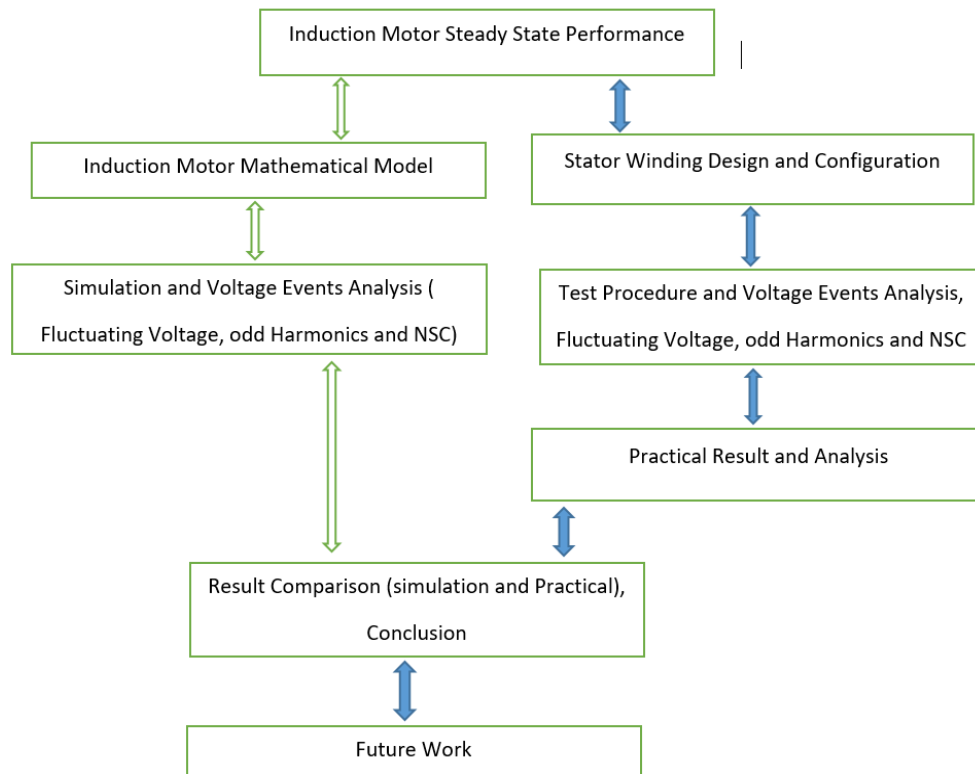 Induction Motor Steady State Performance
Induction Motor Mathematical Model
Stator Winding Design and Configuration
Simulation and Voltage Events Analysis (
Fluctuating Voltage, odd Harmonics and NSC)
Test Procedure and Voltage Events Analysis,
Fluctuating Voltage, odd Harmonics and NSC
Practical Result and Analysis
Result Comparison (simulation and Practical),
Conclusion
Future Work